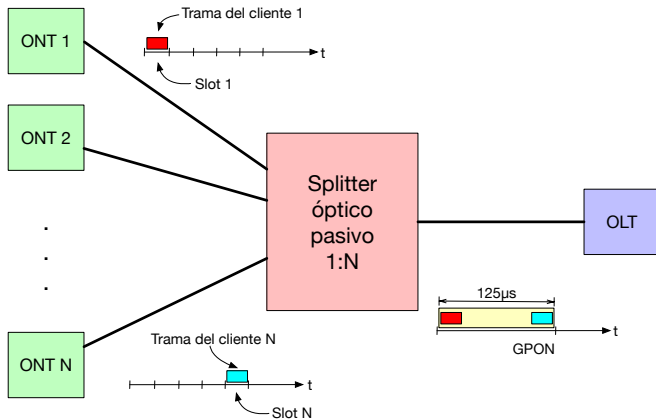 ONT 1
Trama del cliente 1
t
Slot 1
ONT 2
Splitter
óptico
pasivo
1:N
OLT
.
.
.
125µs
t
GPON
ONT N
Trama del cliente N
t
Slot N